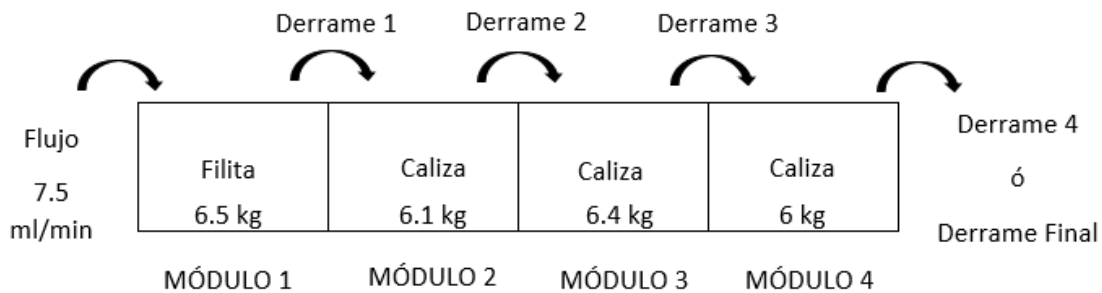 Derrame 1
Derrame 2
Derrame 3
Flujo
7.5
ml/min
Filita
6.5 kg
Caliza
6.1 kg
Caliza
6.4 kg
Caliza
6 kg
Derrame 4
ó
Derrame Final
MÓDULO 1
MÓDULO 2
MÓDULO 3
MÓDULO 4